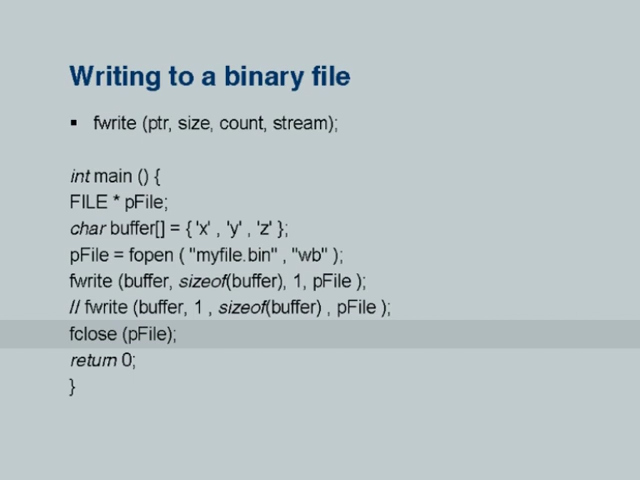 Writing to a binary file
▪ fwrite (ptr, size, count, stream);
int main () {
FILE * pFile;
char buffer[] = { 'x' , 'y' , 'z' };
pFile = fopen ( "myfile.bin" , "wb" );
fwrite (buffer, sizeof(buffer), 1, pFile );
// fwrite (buffer, 1 , sizeof(buffer) , pFile );
fclose (pFile);
return 0;
}